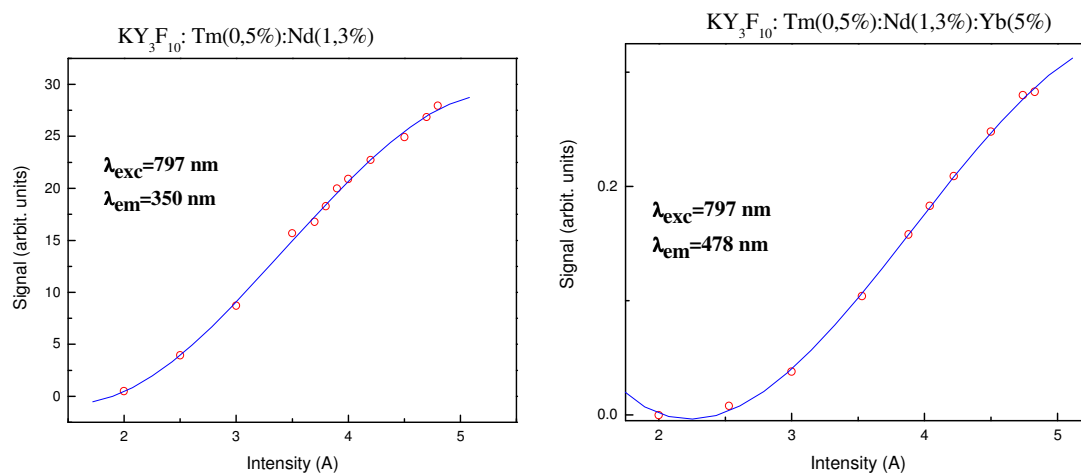 KY₃F₁₀: Tm(0,5%):Nd(1,3%)
30
25
20
15
10
5
0
Signal (arbit. units)
λexc=797 nm
λem=350 nm
2 3 4 5
Intensity (A)
KY₃F₁₀: Tm(0,5%):Nd(1,3%):Yb(5%)
0.2
0.0
Signal (arbit. units)
λexc=797 nm
λem=478 nm
2 3 4 5
Intensity (A)